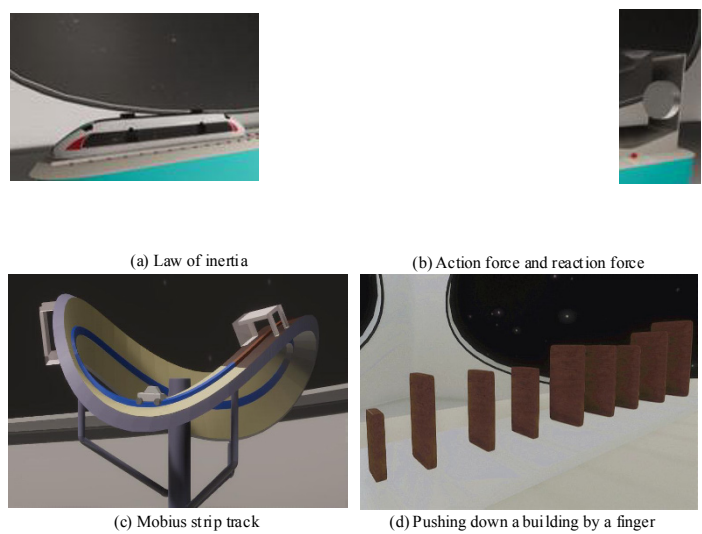 (a) Law of inertia
(b) Action force and reaction force
(c) Mobius strip track
(d) Pushing down a building by a finger